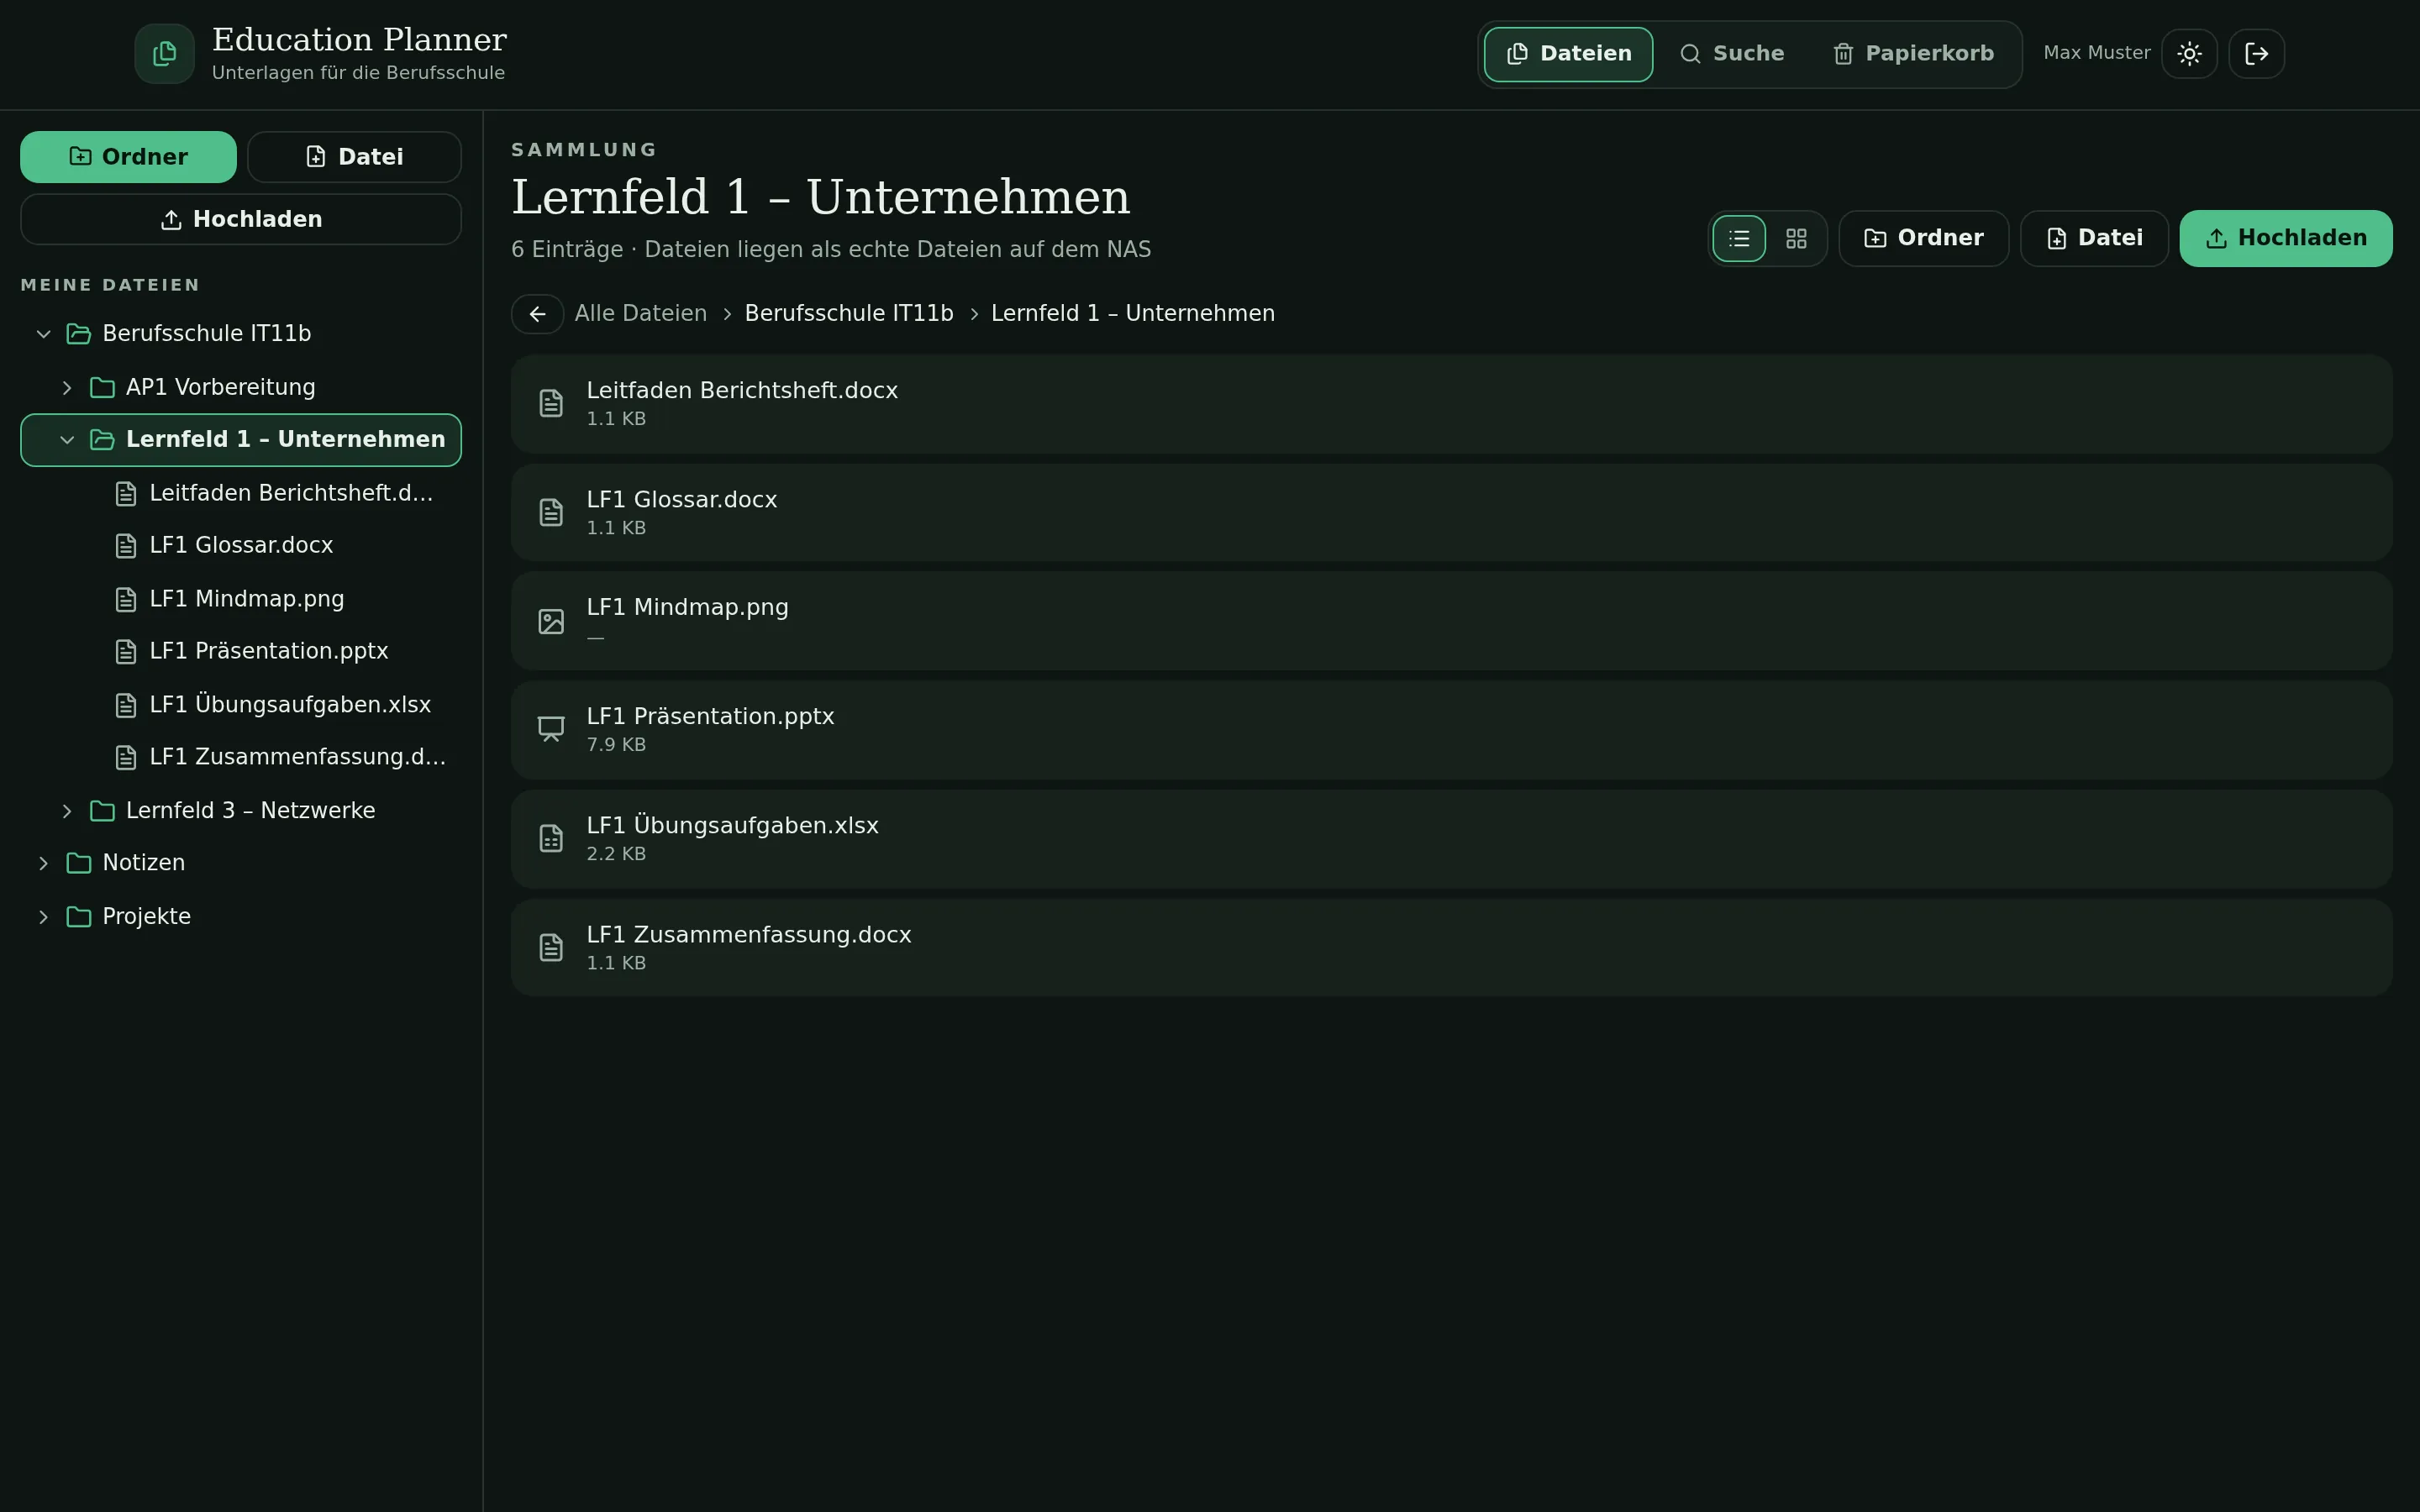 Education Planner
Unterlagen für die Berufsschule
Dateien
Suche
Papierkorb
Max Muster
Ordner
Datei
Hochladen
MEINE DATEIEN
Berufsschule IT11b
AP1 Vorbereitung
Lernfeld 1 – Unternehmen
Leitfaden Berichtsheft.d…
LF1 Glossar.docx
LF1 Mindmap.png
LF1 Präsentation.pptx
LF1 Übungsaufgaben.xlsx
LF1 Zusammenfassung.d…
Lernfeld 3 – Netzwerke
Notizen
Projekte
SAMMLUNG
Lernfeld 1 – Unternehmen
6 Einträge · Dateien liegen als echte Dateien auf dem NAS
Ordner
Datei
Hochladen
Alle Dateien > Berufsschule IT11b > Lernfeld 1 – Unternehmen
Leitfaden Berichtsheft.docx
1.1 KB
LF1 Glossar.docx
1.1 KB
LF1 Mindmap.png
—
LF1 Präsentation.pptx
7.9 KB
LF1 Übungsaufgaben.xlsx
2.2 KB
LF1 Zusammenfassung.docx
1.1 KB